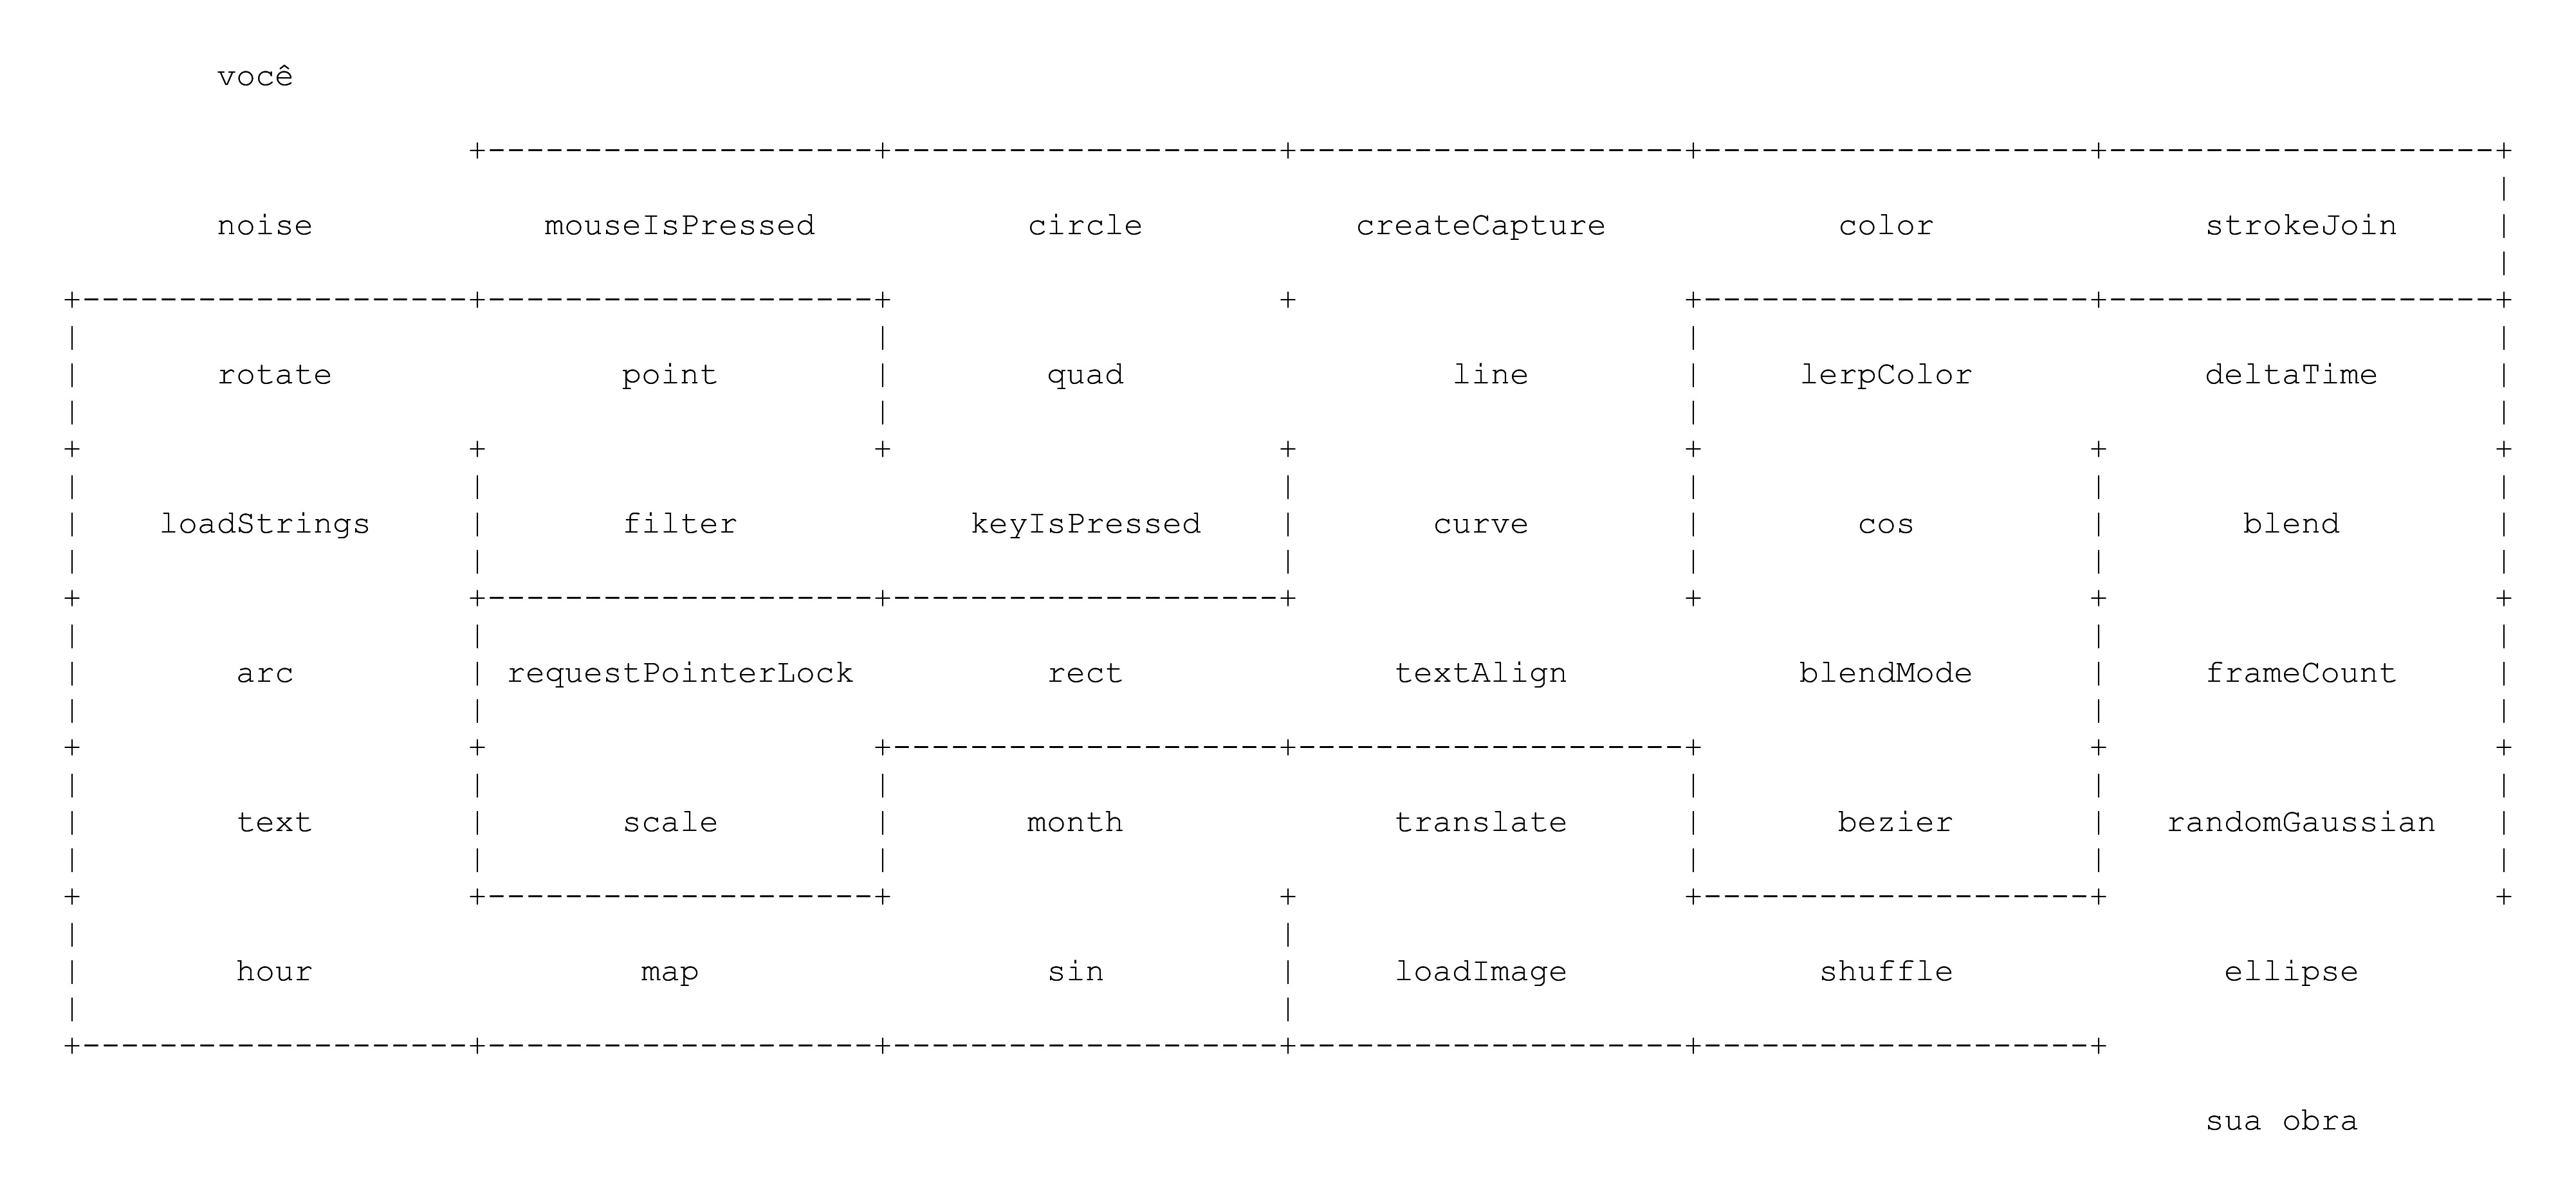 você
noise mouseIsPressed circle createCapture color strokeJoin
rotate point quad line lerpColor deltaTime
loadStrings filter keyIsPressed curve cos blend
arc requestPointerLock rect textAlign blendMode frameCount
text scale month translate bezier randomGaussian
hour map sin loadImage shuffle ellipse
sua obra